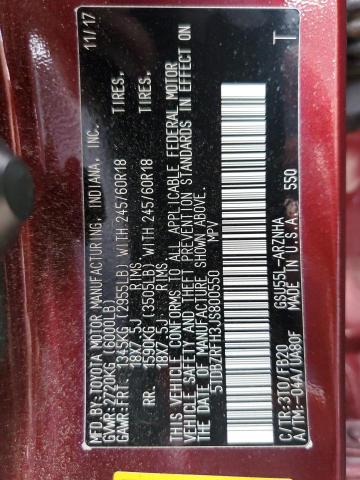 MFD. BY: TOYOTA MOTOR MANUFACTURING, INDIANA, INC. 11/17
GVWR: 2720KG (6000LB)
GAWR: FRT. 1345KG (2955LB) WITH 245/60R18 TIRES,
18X7.5J RIMS
RR. 1590KG (3505LB) WITH 245/60R18 TIRES,
18X7.5J RIMS
THIS VEHICLE CONFORMS TO ALL APPLICABLE FEDERAL MOTOR
VEHICLE SAFETY AND THEFT PREVENTION STANDARDS IN EFFECT ON
THE DATE OF MANUFACTURE SHOWN ABOVE.
5TDBZRFH3JS800550 MPV
C/TR: 3T0/FB20 GSU55L-ARZNHA
A/TM: -04A/UA80F U.S.A. 550
T